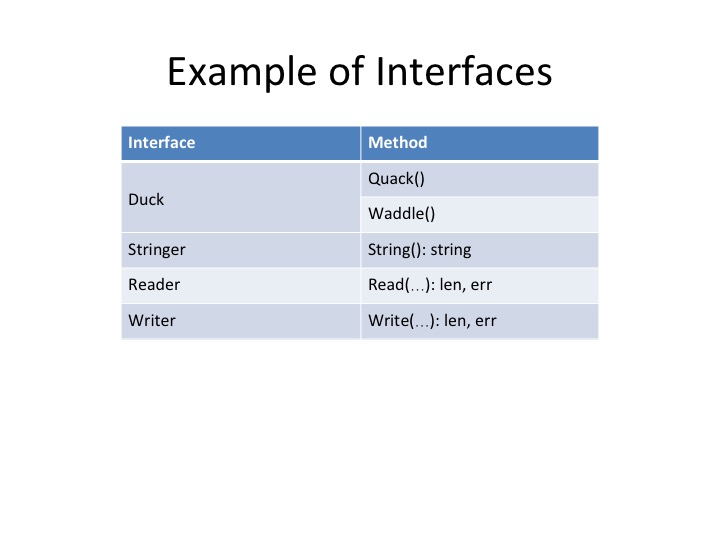 Example of Interfaces
Interface Method
Duck Quack()
Waddle()
Stringer String(): string
Reader Read(…): len, err
Writer Write(…): len, err